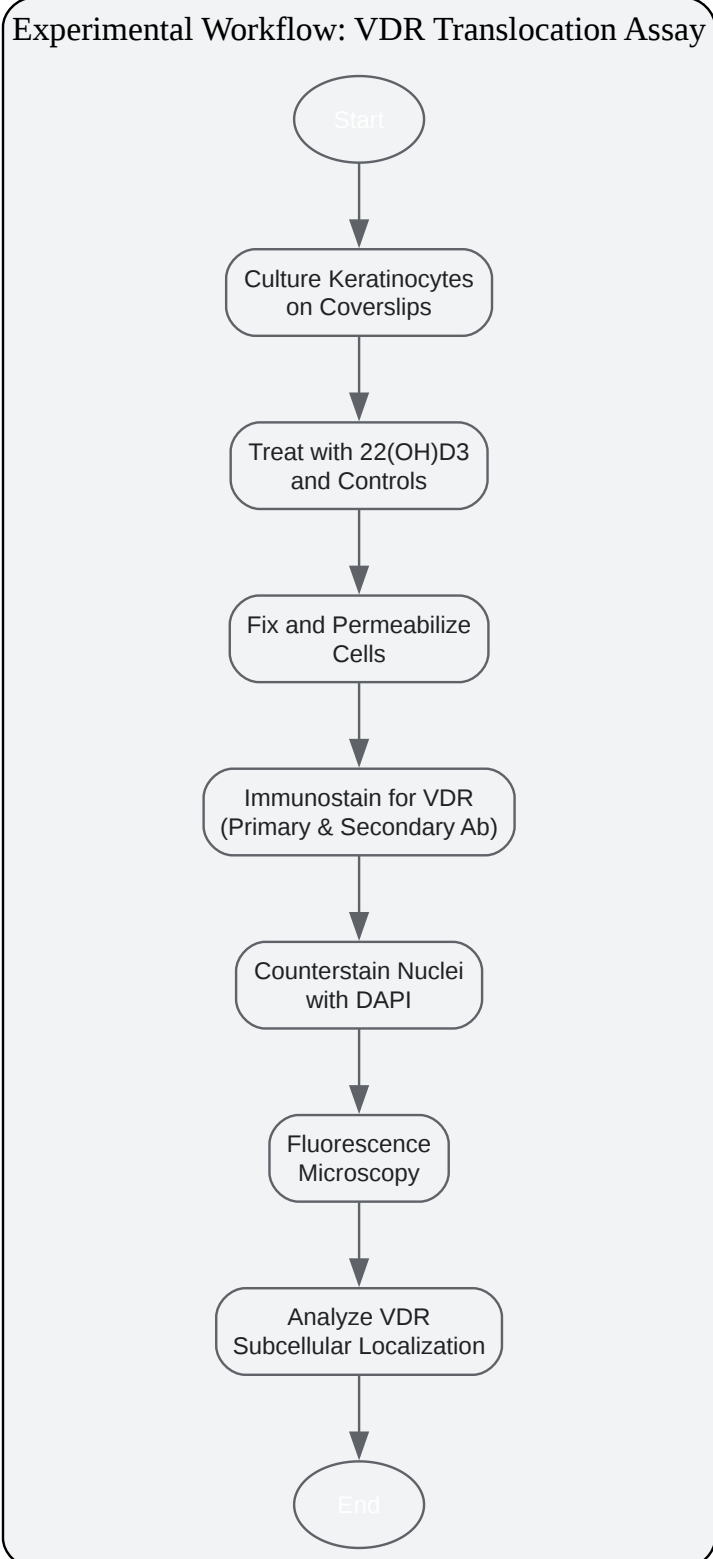 Experimental Workflow: VDR Translocation Assay
Start
Culture Keratinocytes
on Coverslips
Treat with 22(OH)D3
and Controls
Fix and Permeabilize
Cells
Immunostain for VDR
(Primary & Secondary Ab)
Counterstain Nuclei
with DAPI
Fluorescence
Microscopy
Analyze VDR
Subcellular Localization
End